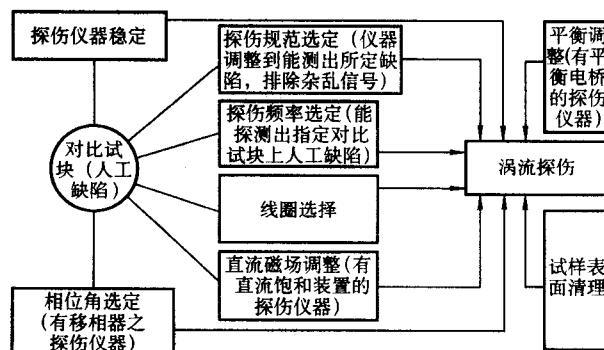 探伤仪器稳定
探伤规范选定（仪器
调整到能测出所定缺
陷，排除杂乱信号）
平衡调
整(有平
衡电桥
的探伤
仪器)
探伤频率选定(能
探测出指定对比
试块上人工缺陷)
对比试
块（人工
缺陷）
涡流探伤
线圈选择
直流磁场调整(有
直流饱和装置的
探伤仪器)
试样表
面清理
相位角选定
(有移相器之
探伤仪器)